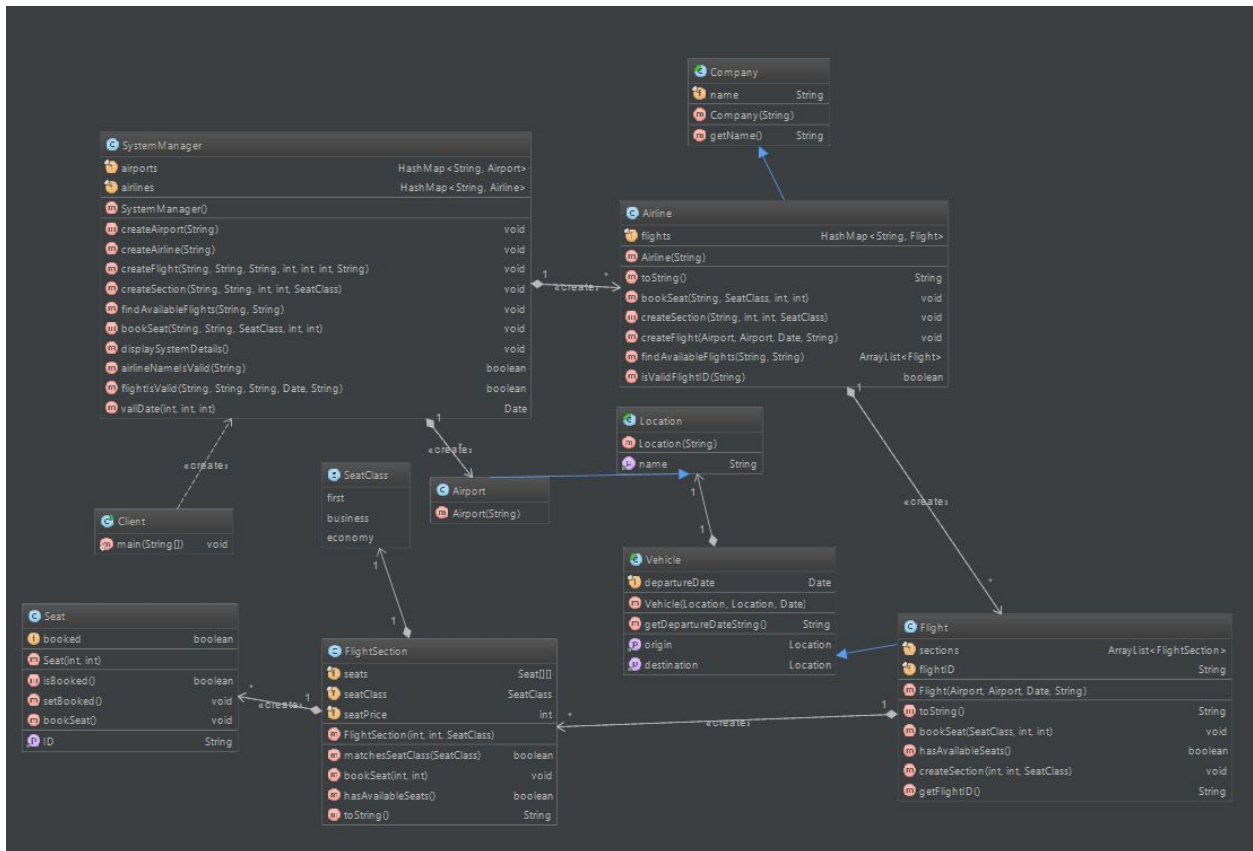 Company
name String
Company(String)
getName() String
SystemManager
airports HashMap<String, Airport>
airlines HashMap<String, Airline>
SystemManager()
createAirport(String) void
createAirline(String) void
createFlight(String, String, String, int, int, int, String) void
createSection(String, String, int, int, SeatClass) void
findAvailableFlights(String, String) void
bookSeat(String, String, SeatClass, int, int) void
displaySystemDetails() void
airlineNameIsValid(String) boolean
flightIsValid(String, String, String, Date, String) boolean
valiDate(int, int, int) Date
Airline
flights HashMap<String, Flight>
Airline(String)
toString() String
bookSeat(String, SeatClass, int, int) void
createSection(String, int, int, SeatClass) void
createFlight(Airport, Airport, Date, String) void
findAvailableFlights(String, String) ArrayList<Flight>
isValidFlightID(String) boolean
1 *
«create»
1
«create»
*
1
«create»
*
«create»
Location
Location(String)
name String
1
1
SeatClass
first
business
economy
1
1
Airport
Airport(String)
Client
main(String[]) void
Vehicle
departureDate Date
Vehicle(Location, Location, Date)
getDepartureDateString() String
origin Location
destination Location
Seat
booked boolean
Seat(int, int)
isBooked() boolean
setBooked() void
bookSeat() void
ID String
* 1
«create»
FlightSection
seats Seat[][]
seatClass SeatClass
seatPrice int
FlightSection(int, int, SeatClass)
matchesSeatClass(SeatClass) boolean
bookSeat(int, int) void
hasAvailableSeats() boolean
toString() String
* 1
«create»
Flight
sections ArrayList<FlightSection>
flightID String
Flight(Airport, Airport, Date, String)
toString() String
bookSeat(SeatClass, int, int) void
hasAvailableSeats() boolean
createSection(int, int, SeatClass) void
getFlightID() String